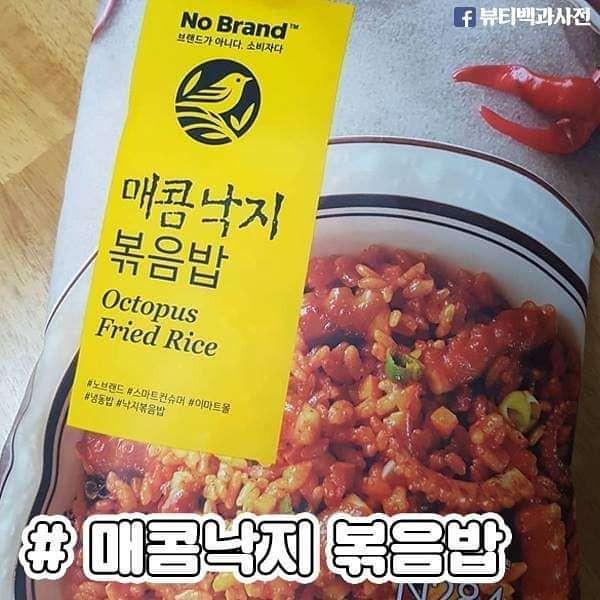 뷰티백과사전
No Brand™
브랜드가 아니다. 소비자다
매콤낙지
볶음밥
Octopus
Fried Rice
#노브랜드 #스마트컨슈머 #이마트몰
#냉동밥 #낙지볶음밥
# 매콤낙지 볶음밥